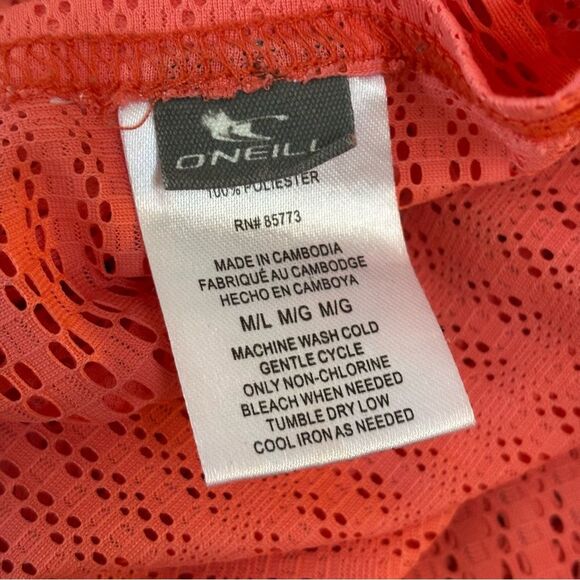 O'NEILL
100% POLIESTER
RN# 85773
MADE IN CAMBODIA
FABRIQUÉ AU CAMBODGE
HECHO EN CAMBOYA
M/L M/G M/G
MACHINE WASH COLD
GENTLE CYCLE
ONLY NON-CHLORINE
BLEACH WHEN NEEDED
TUMBLE DRY LOW
COOL IRON AS NEEDED